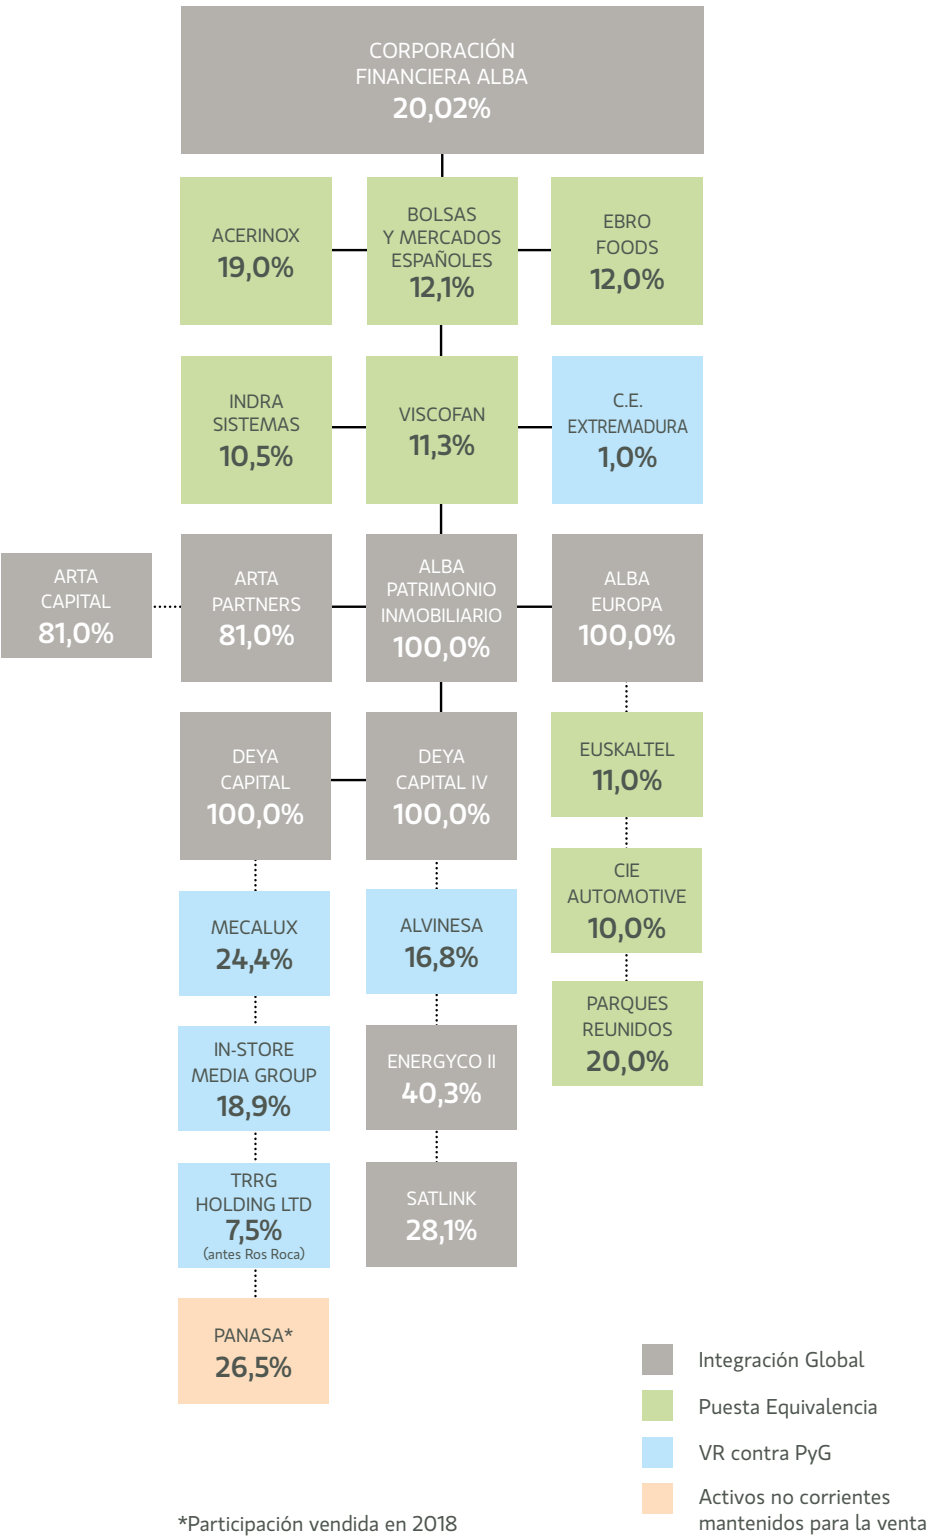 CORPORACIÓN
FINANCIERA ALBA
20,02%
ACERINOX
19,0%
BOLSAS
Y MERCADOS
ESPAÑOLES
12,1%
EBRO
FOODS
12,0%
INDRA
SISTEMAS
10,5%
VISCOFAN
11,3%
C.E.
EXTREMADURA
1,0%
ARTA
CAPITAL
81,0%
ARTA
PARTNERS
81,0%
ALBA
PATRIMONIO
INMOBILIARIO
100,0%
ALBA
EUROPA
100,0%
DEYA
CAPITAL
100,0%
DEYA
CAPITAL IV
100,0%
EUSKALTEL
11,0%
CIE
AUTOMOTIVE
10,0%
PARQUES
REUNIDOS
20,0%
MECALUX
24,4%
ALVINESA
16,8%
IN-STORE
MEDIA GROUP
18,9%
ENERGYCO II
40,3%
TRRG
HOLDING LTD
7,5%
(antes Ros Roca)
SATLINK
28,1%
PANASA*
26,5%
Integración Global
Puesta Equivalencia
VR contra PyG
Activos no corrientes
mantenidos para la venta
*Participación vendida en 2018